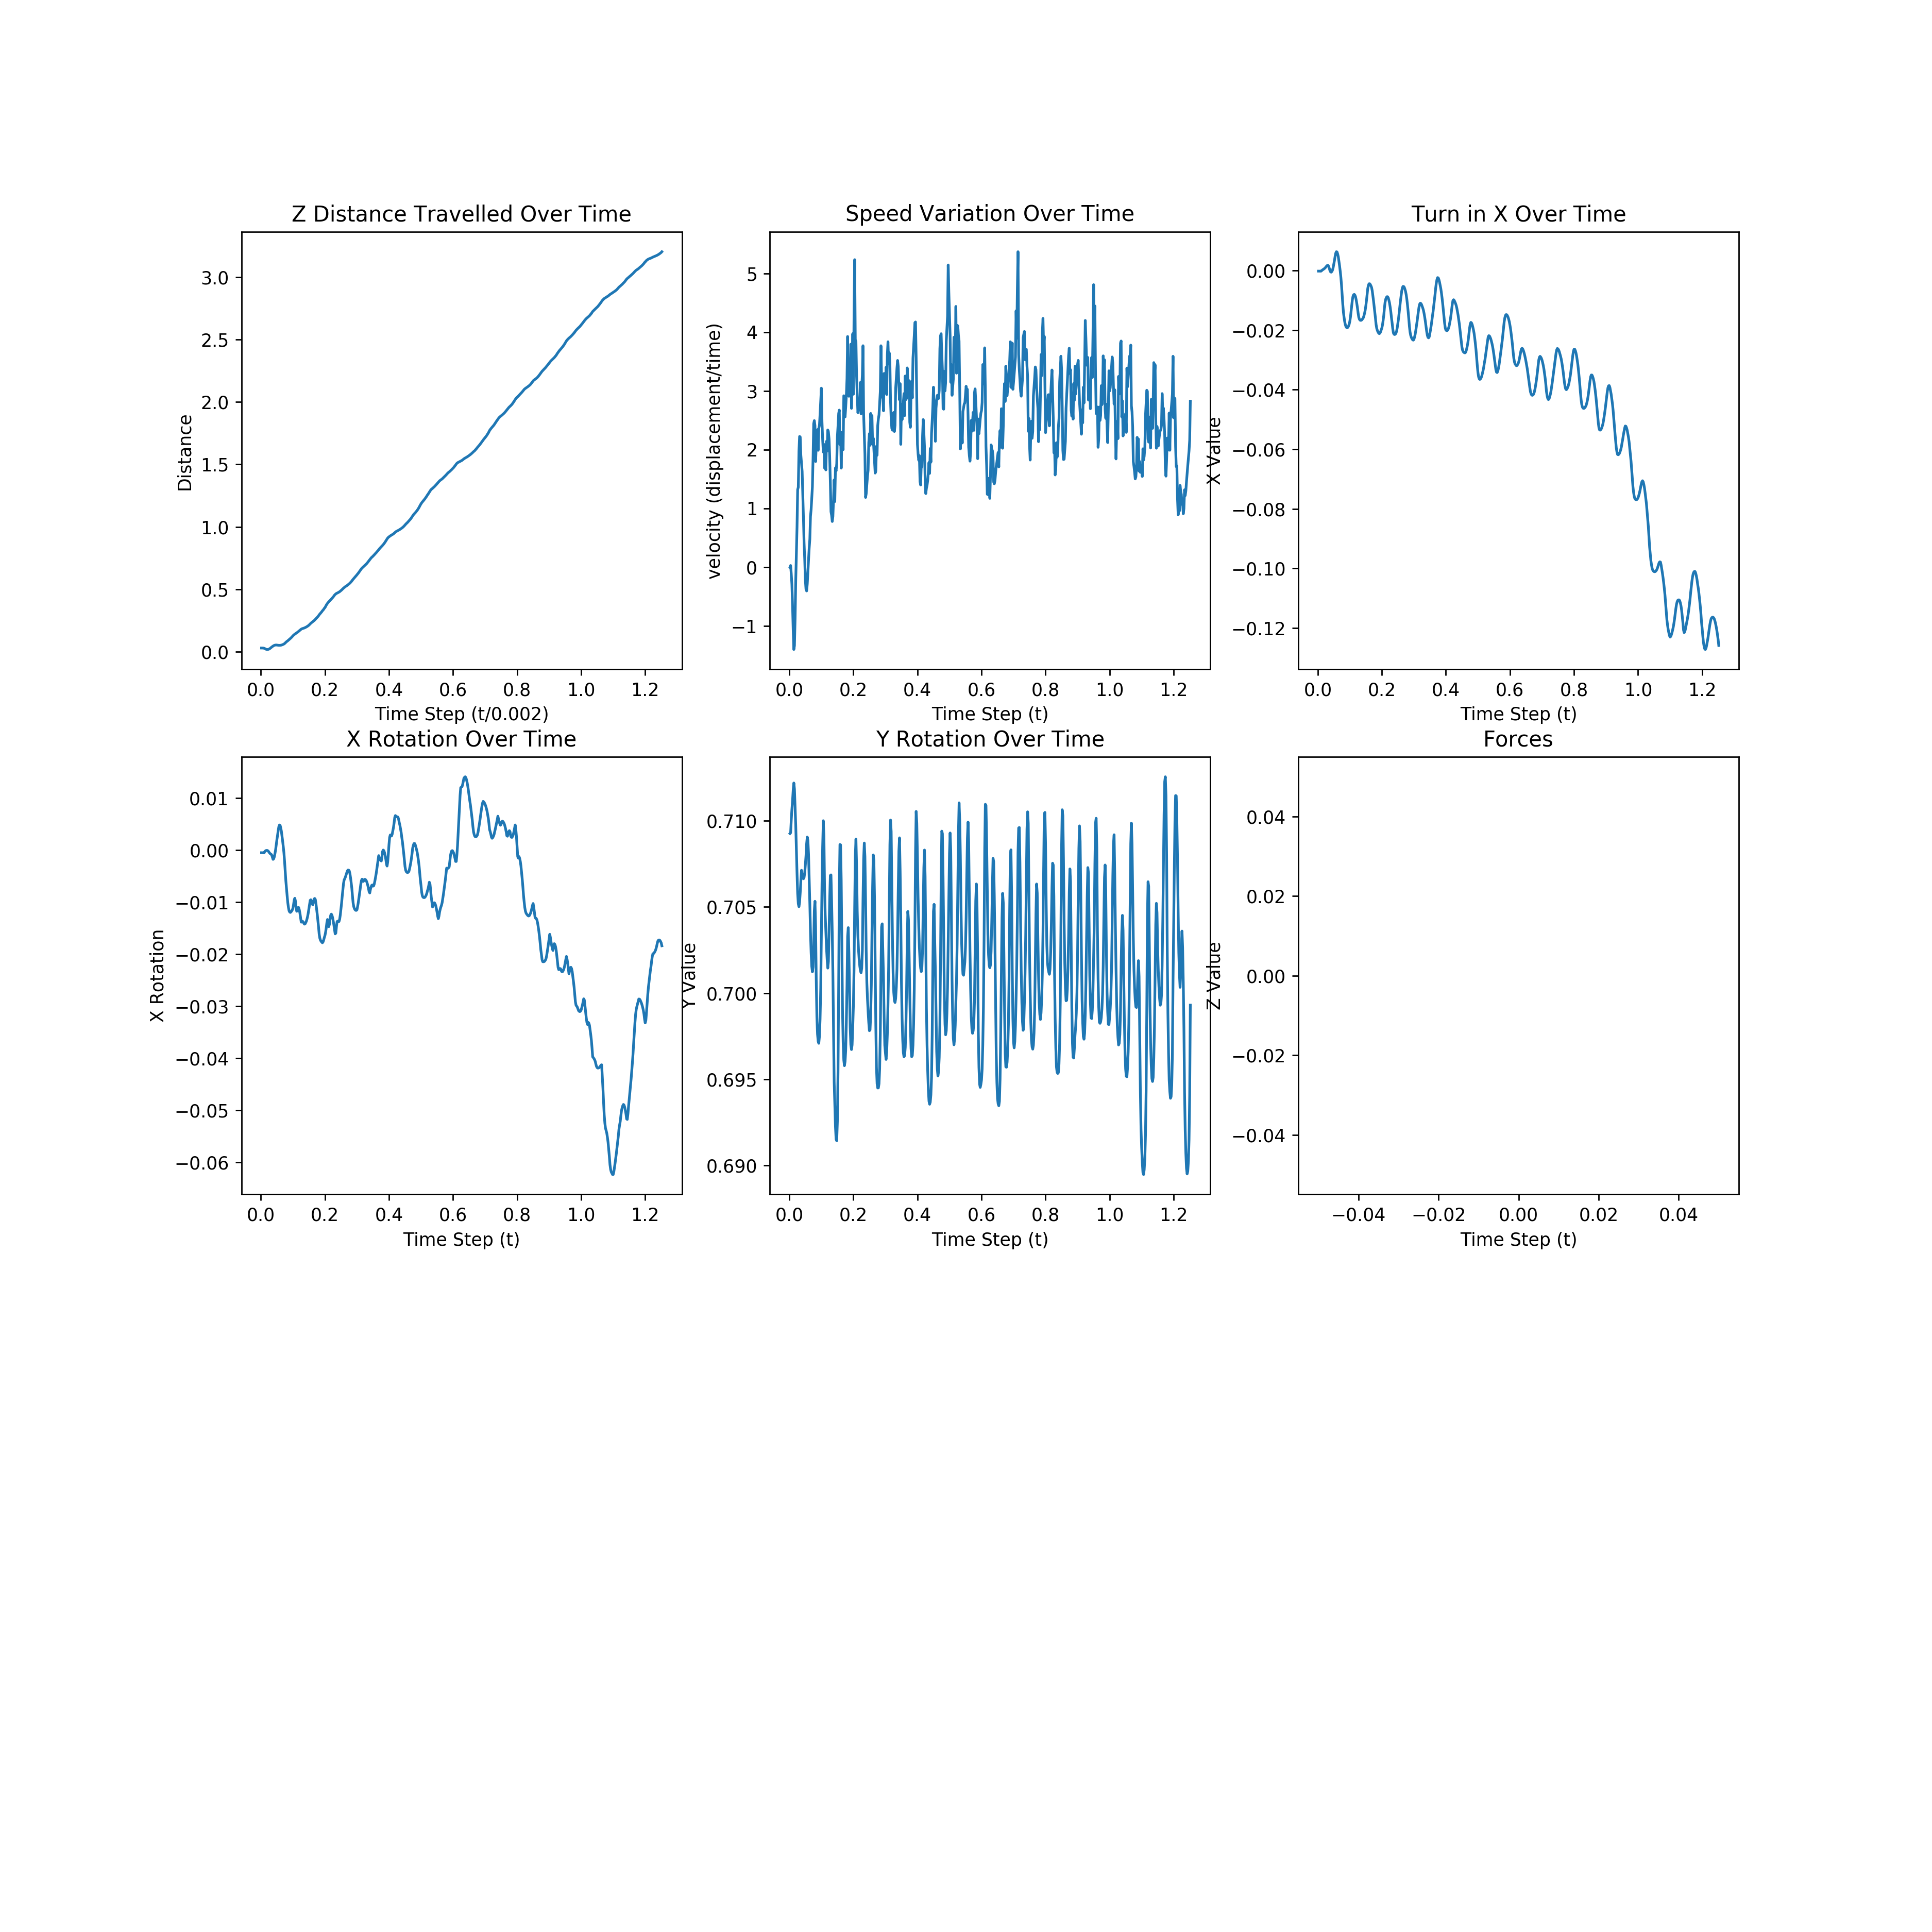 Z Distance Travelled Over Time
Distance
3.0
2.5
2.0
1.5
1.0
0.5
0.0
0.0 0.2 0.4 0.6 0.8 1.0 1.2
Time Step (t/0.002)
Speed Variation Over Time
velocity (displacement/time)
5
4
3
2
1
0
−1
0.0 0.2 0.4 0.6 0.8 1.0 1.2
Time Step (t)
Turn in X Over Time
X Value
0.00
−0.02
−0.04
−0.06
−0.08
−0.10
−0.12
0.0 0.2 0.4 0.6 0.8 1.0 1.2
Time Step (t)
X Rotation Over Time
X Rotation
0.01
0.00
−0.01
−0.02
−0.03
−0.04
−0.05
−0.06
0.0 0.2 0.4 0.6 0.8 1.0 1.2
Time Step (t)
Y Rotation Over Time
Y Value
0.710
0.705
0.700
0.695
0.690
0.0 0.2 0.4 0.6 0.8 1.0 1.2
Time Step (t)
Forces
Z Value
0.04
0.02
0.00
−0.02
−0.04
−0.04 −0.02 0.00 0.02 0.04
Time Step (t)